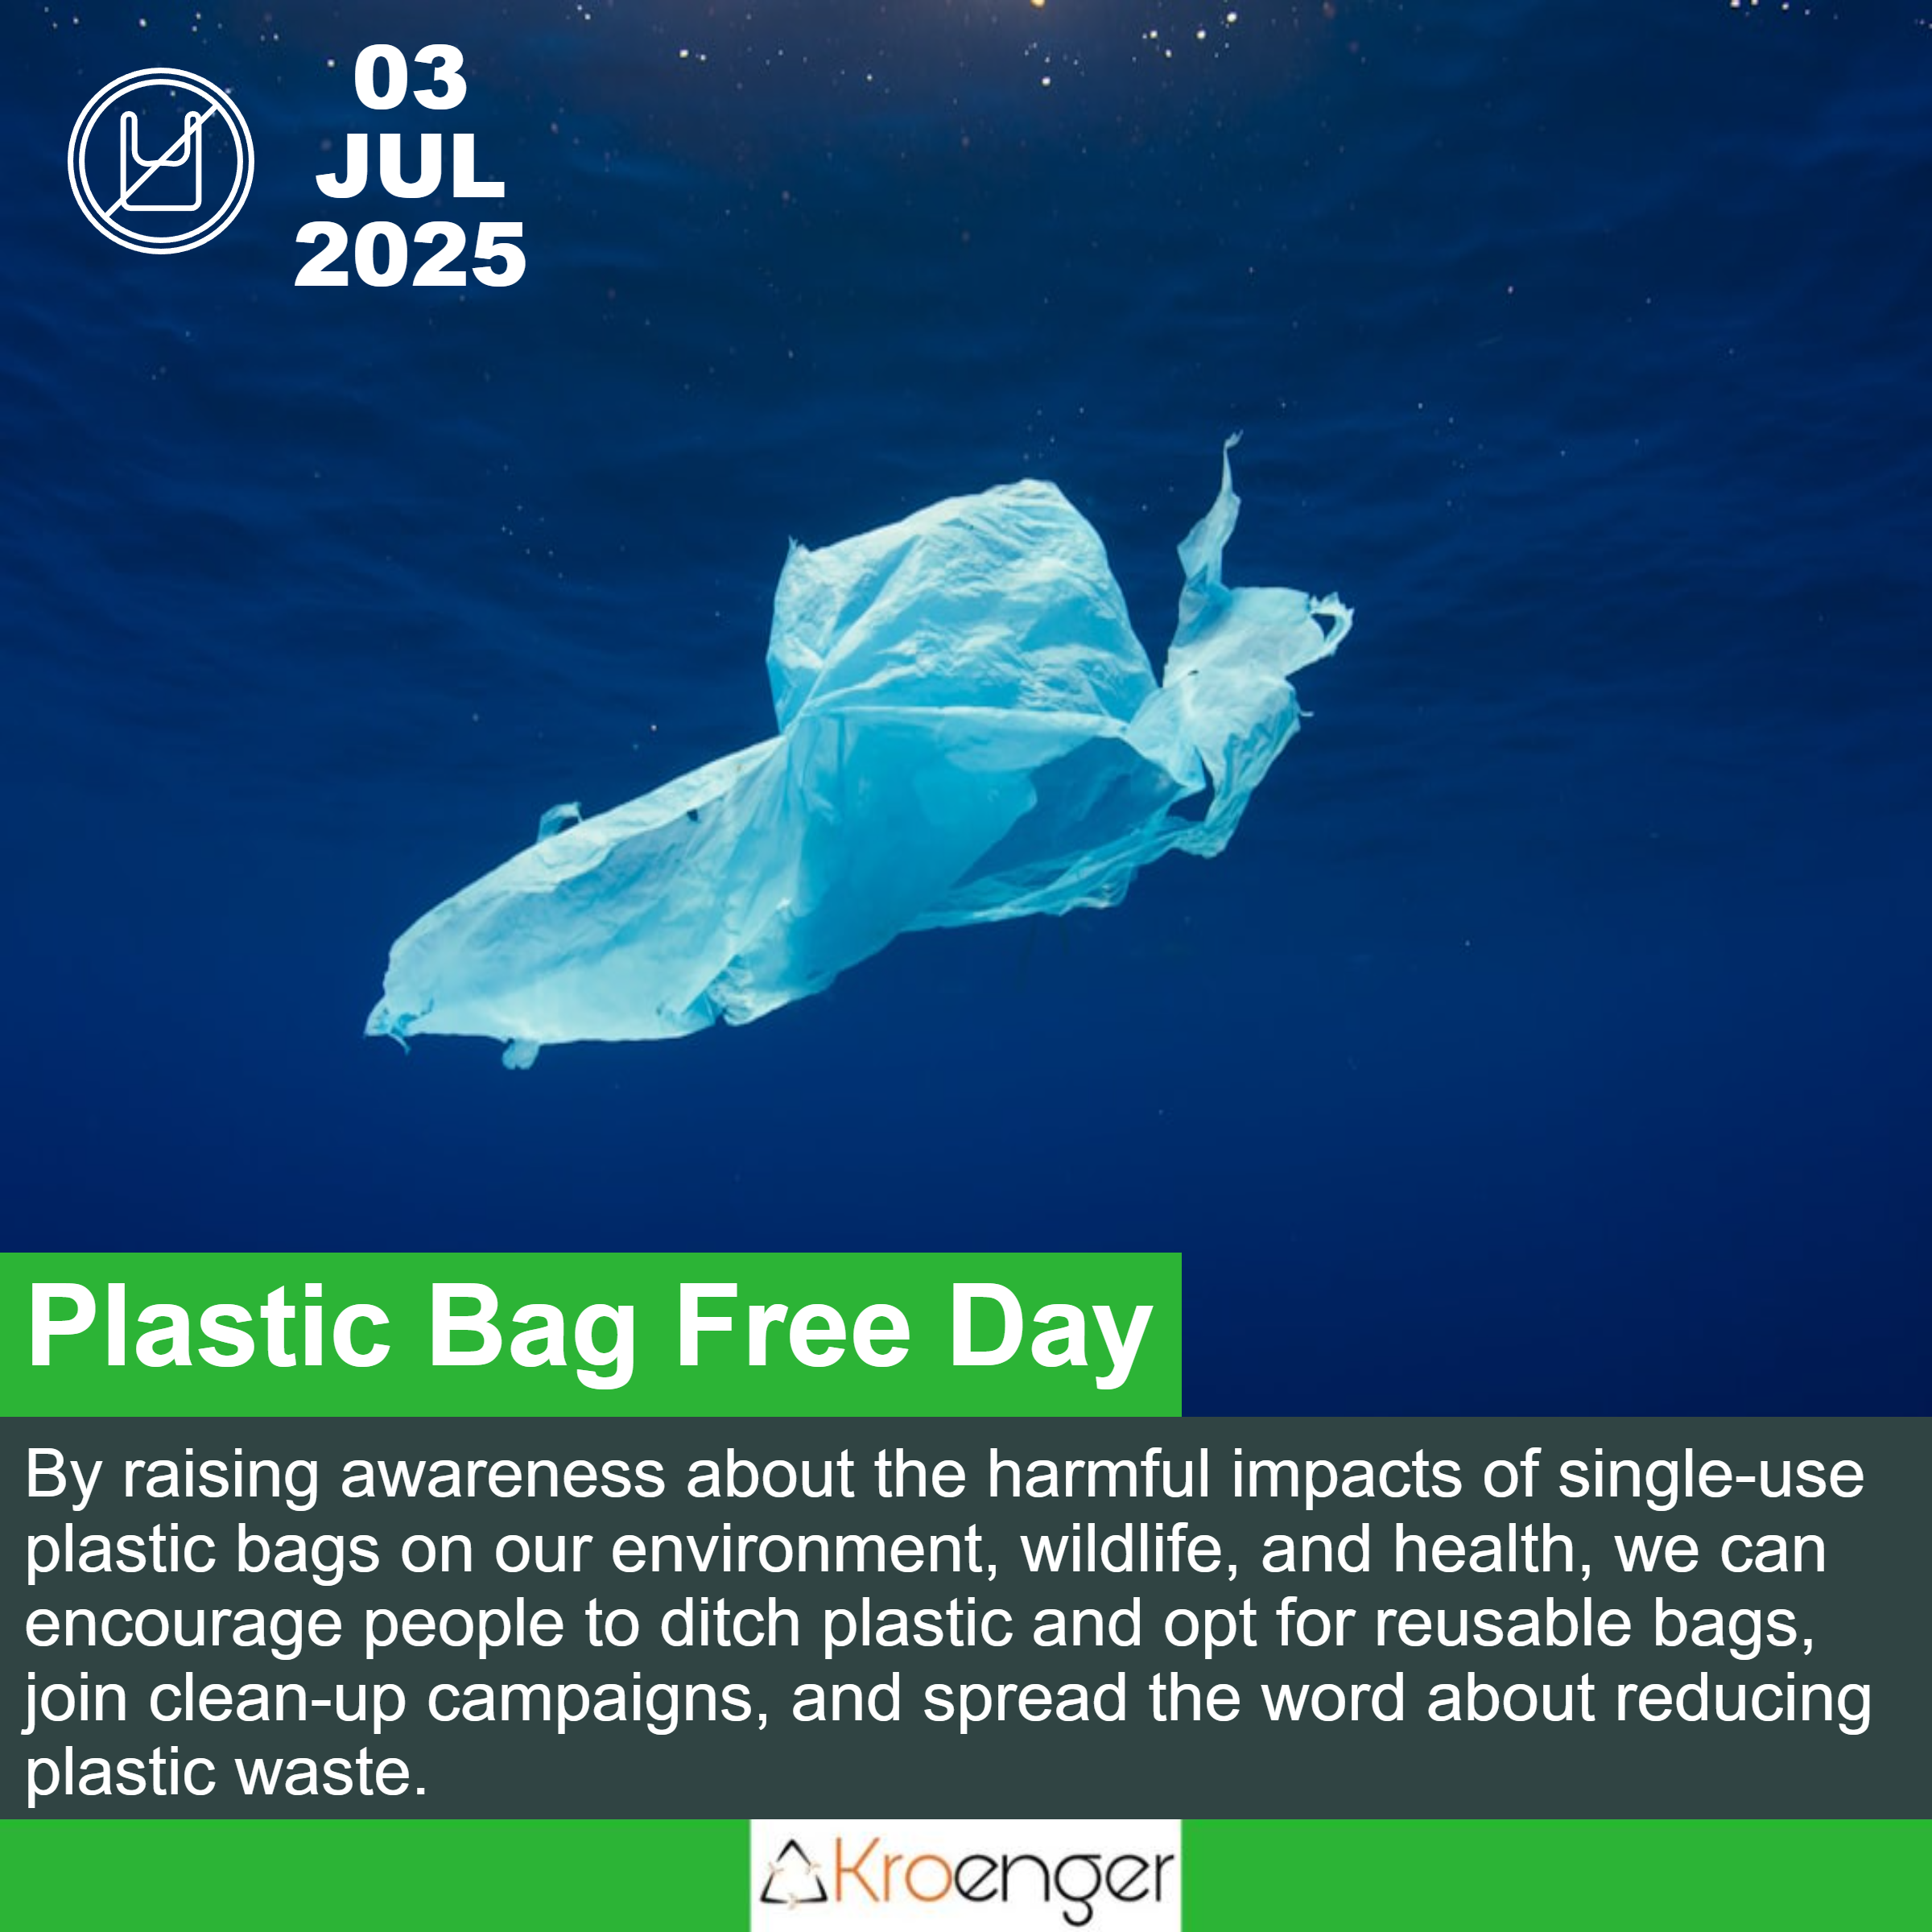 03
JUL
2025
Plastic Bag Free Day
By raising awareness about the harmful impacts of single-use
plastic bags on our environment, wildlife, and health, we can
encourage people to ditch plastic and opt for reusable bags,
join clean-up campaigns, and spread the word about reducing
plastic waste.
Kroenger